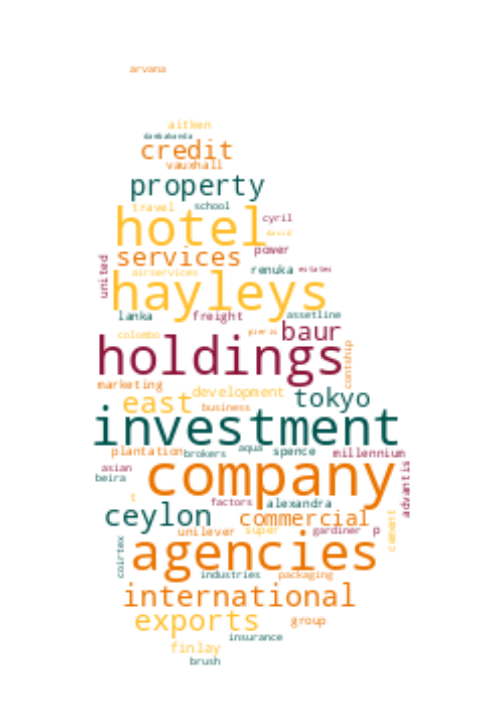 arvana
aitken
dambakanda
credit
vauxhall
property
travel school
hotel cyril
david
services power
united airservices renuka estates
hayleys
lanka freight assetline
colombo pieris baur
holdings contship
marketing development tokyo
east business
investment
plantation brokers aqua spence millennium
asian company advantis
beira
t factors alexandra
ceylon commercial cement
unilever super gardiner p
coirtex agencies
industries packaging
international
exports group
insurance
finlay
brush